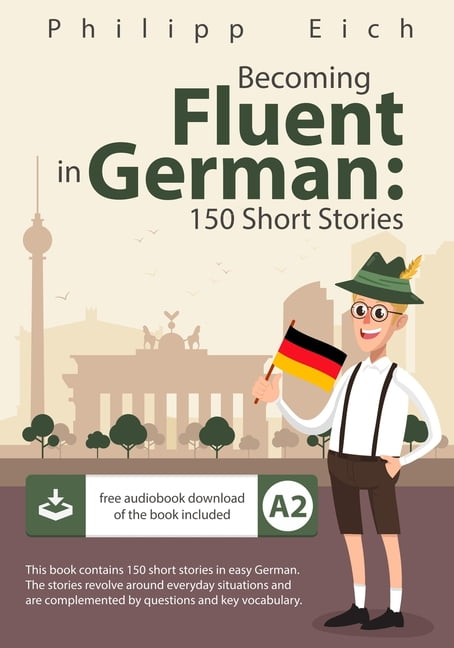 Philipp Eich
Becoming
Fluent
in German:
150 Short Stories
free audiobook download
of the book included
A2
This book contains 150 short stories in easy German.
The stories revolve around everyday situations and
are complemented by questions and key vocabulary.